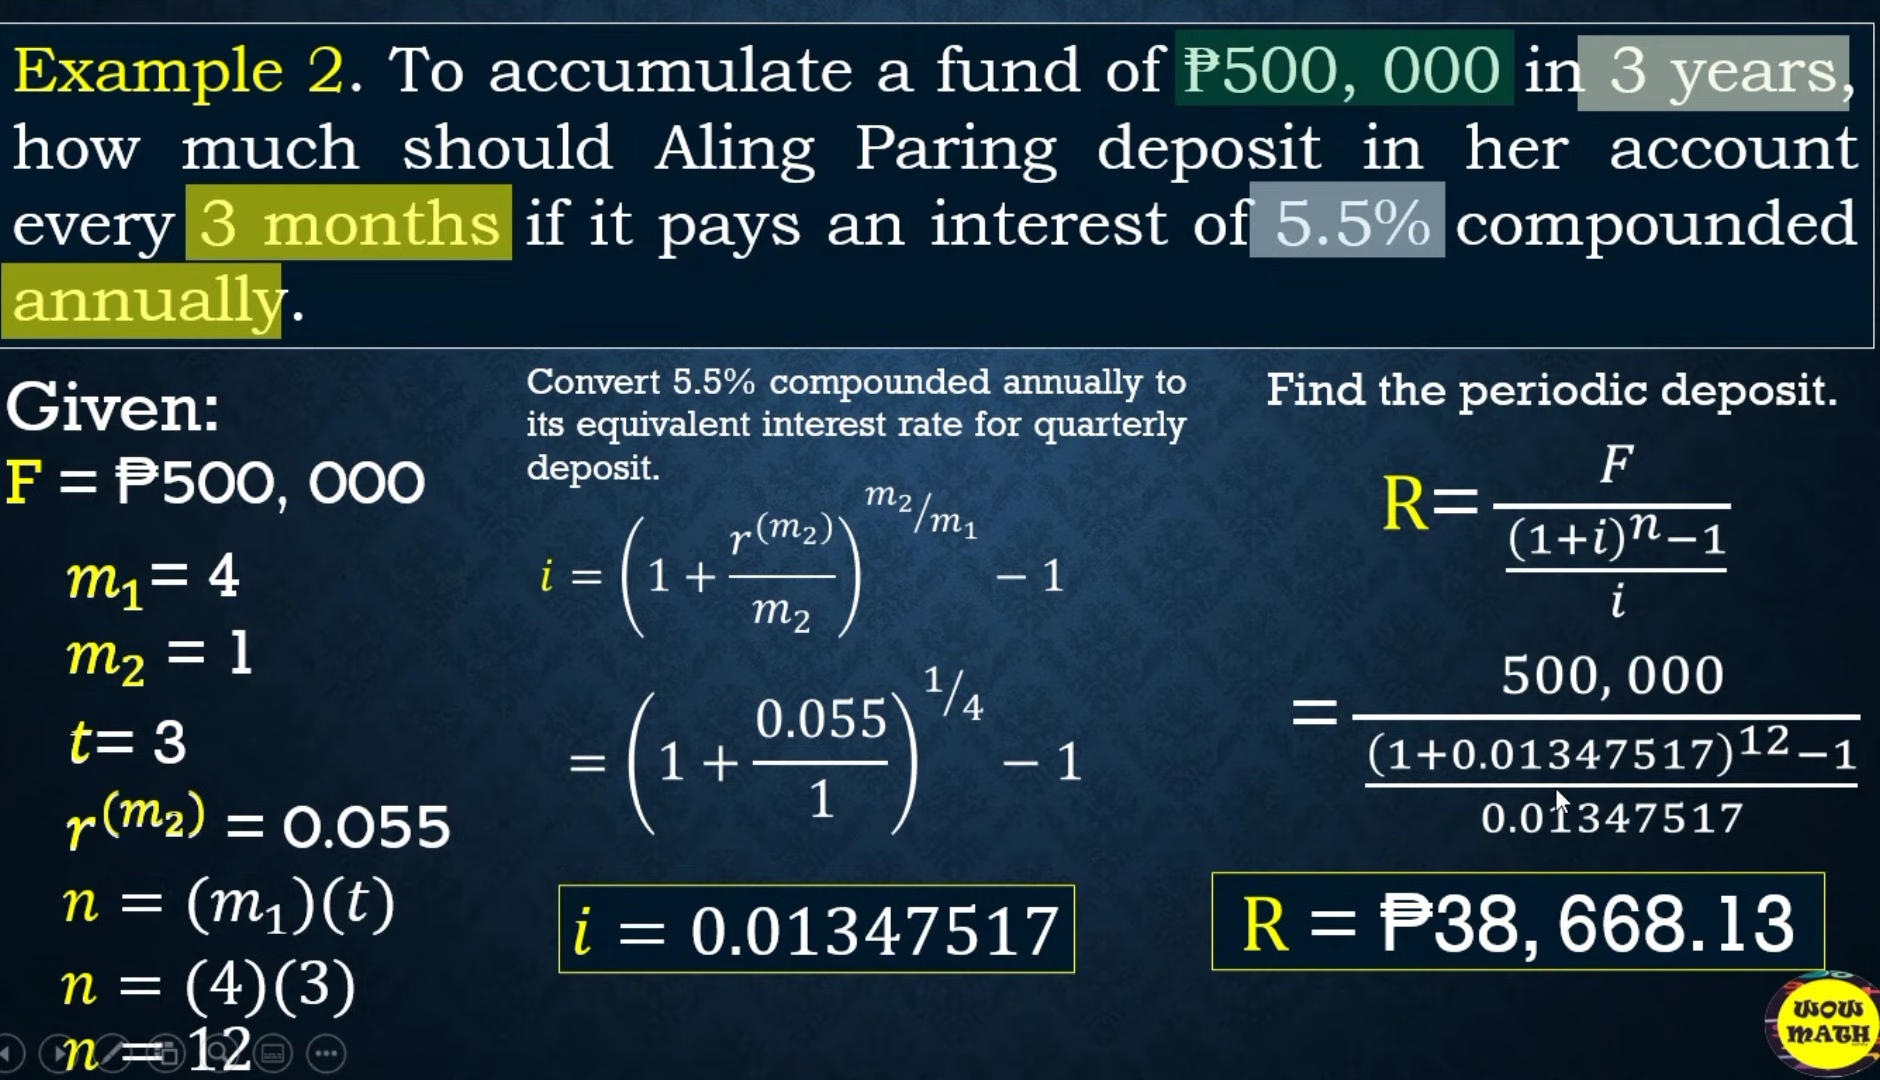 Example 2. To accumulate a fund of ₱500, 000 in 3 years,
how much should Aling Paring deposit in her account
every 3 months if it pays an interest of 5.5% compounded
annually.
Given:
F = ₱500, 000
m₁= 4
m₂ = 1
t= 3
r^(m₂) = 0.055
n = (m₁)(t)
n = (4)(3)
n = 12
Convert 5.5% compounded annually to
its equivalent interest rate for quarterly
deposit.
i = (1 + r^(m₂)/m₂)^(m₂/m₁) − 1
= (1 + 0.055/1)^(1/4) − 1
i = 0.01347517
Find the periodic deposit.
R= F
(1+i)ⁿ−1
i
= 500, 000
(1+0.01347517)¹²−1
0.01347517
R = ₱38, 668.13
WOW
MATH